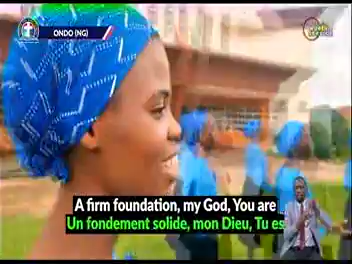 ONDO (NG)
A firm foundation, my God, You are
Un fondement solide, mon Dieu, Tu es